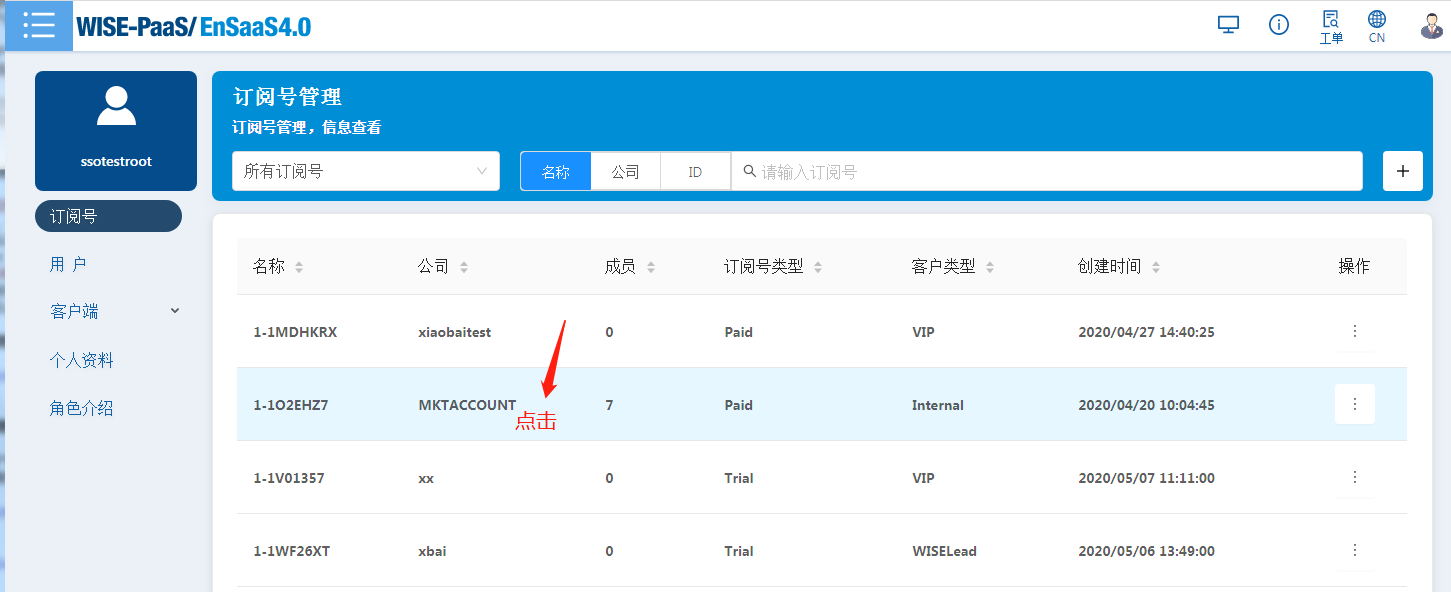 WISE-PaaS/EnSaaS4.0
工单
CN
ssotestroot
订阅号
用 户
客户端
个人资料
角色介绍
订阅号管理
订阅号管理，信息查看
所有订阅号 名称 公司 ID 请输入订阅号 +
名称 公司 成员 订阅号类型 客户类型 创建时间 操作
1-1MDHKRX xiaobaitest 0 Paid VIP 2020/04/27 14:40:25
1-1O2EHZ7 MKTACCOUNT 7 Paid Internal 2020/04/20 10:04:45
点击
1-1V01357 xx 0 Trial VIP 2020/05/07 11:11:00
1-1WF26XT xbai 0 Trial WISELead 2020/05/06 13:49:00